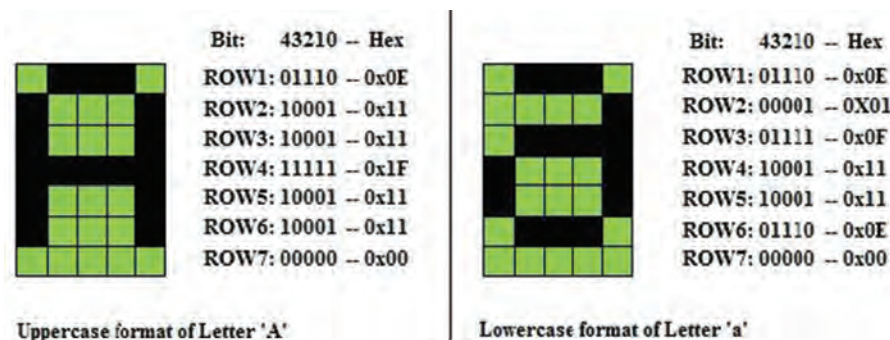 Bit: 43210 -- Hex
ROW1: 01110 -- 0x0E
ROW2: 10001 -- 0x11
ROW3: 10001 -- 0x11
ROW4: 11111 -- 0x1F
ROW5: 10001 -- 0x11
ROW6: 10001 -- 0x11
ROW7: 00000 -- 0x00
Uppercase format of Letter 'A'
Bit: 43210 -- Hex
ROW1: 01110 -- 0x0E
ROW2: 00001 -- 0X01
ROW3: 01111 -- 0x0F
ROW4: 10001 -- 0x11
ROW5: 10001 -- 0x11
ROW6: 01110 -- 0x0E
ROW7: 00000 -- 0x00
Lowercase format of Letter 'a'